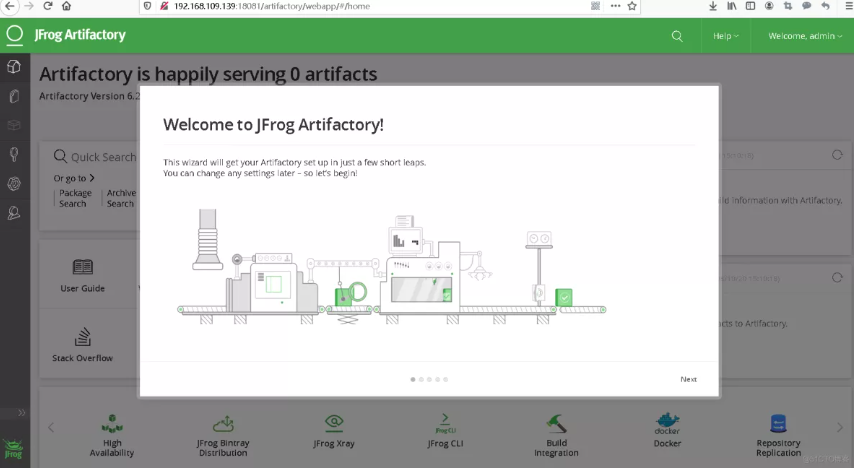 192.168.109.139:18081/artifactory/webapp/#/home
JFrog Artifactory
Help
Welcome, admin
Artifactory is happily serving 0 artifacts
Artifactory Version 6.2
Welcome to JFrog Artifactory!
This wizard will get your Artifactory set up in just a few short leaps.
You can change any settings later – so let's begin!
Next
Quick Search
Or go to
Package
Search
Archive
Search
ild information with Artifactory.
User Guide
Stack Overflow
cts to Artifactory.
High
Availability
JFrog Bintray
Distribution
JFrog Xray
JFrog CLI
JFrog CLI
Build
Integration
docker
Docker
Repository
Replication
JFrog